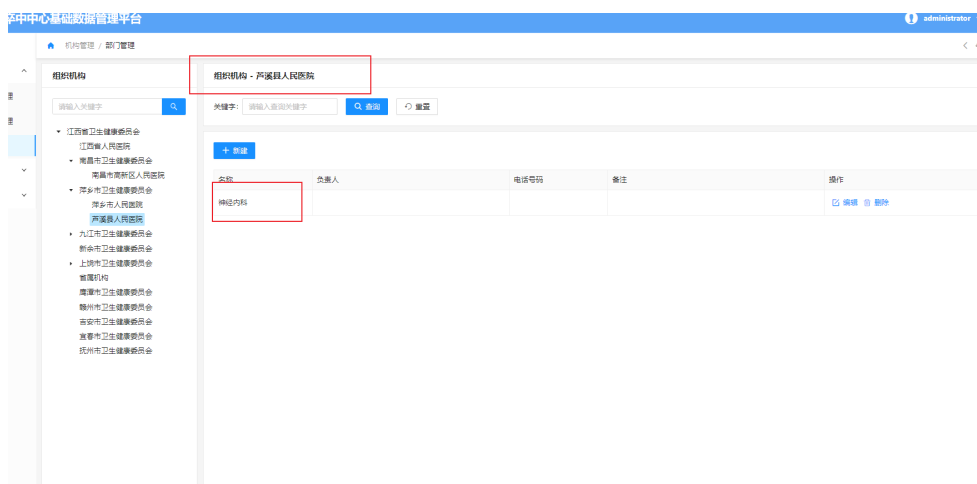 卒中中心基础数据管理平台
administrator
机构管理 / 部门管理
理
理
组织机构
请输入关键字
江西省卫生健康委员会
江西省人民医院
南昌市卫生健康委员会
南昌市高新区人民医院
萍乡市卫生健康委员会
萍乡市人民医院
芦溪县人民医院
九江市卫生健康委员会
新余市卫生健康委员会
上饶市卫生健康委员会
省属机构
鹰潭市卫生健康委员会
赣州市卫生健康委员会
吉安市卫生健康委员会
宜春市卫生健康委员会
抚州市卫生健康委员会
组织机构 - 芦溪县人民医院
关键字: 请输入查询关键字 查询 重置
+ 新建
名称 负责人 电话号码 备注 操作
神经内科 编辑 删除